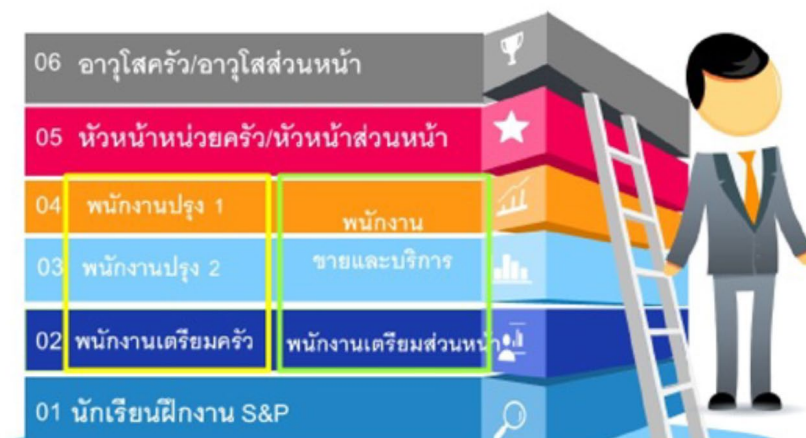 06 อาวุโสครัว/อาวุโสส่วนหน้า
05 หัวหน้าหน่วยครัว/หัวหน้าส่วนหน้า
04 พนักงานปรุง 1
พนักงาน
03 พนักงานปรุง 2
ขายและบริการ
02 พนักงานเตรียมครัว พนักงานเตรียมส่วนหน้า
01 นักเรียนฝึกงาน S&P